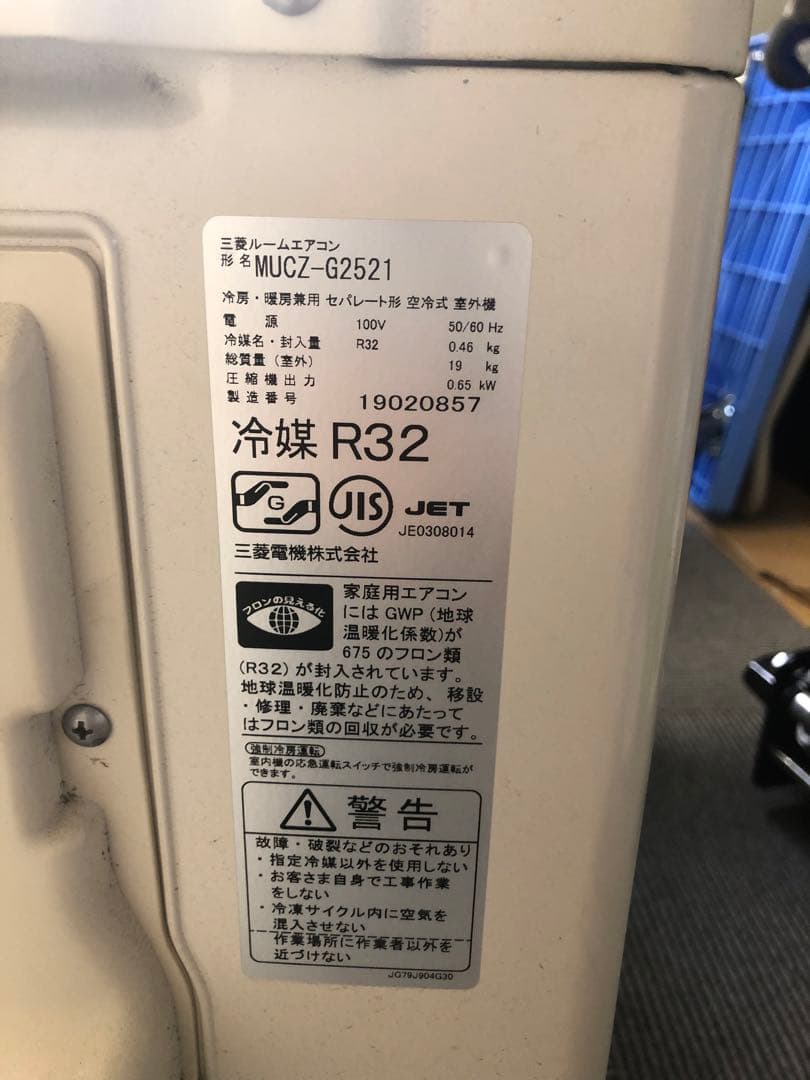 三菱ルームエアコン
形名 MUCZ-G2521
冷房・暖房兼用 セパレート形 空冷式 室外機
電源 100V 50/60 Hz
冷媒名・封入量 R32 0.46 kg
総質量（室外） 19 kg
圧縮機出力 0.65 kW
製造番号 19020857
冷媒 R32
G JIS JET
JE0308014
三菱電機株式会社
フロンの見える化
家庭用エアコン
には GWP（地球
温暖化係数）が
675 のフロン類
(R32) が封入されています。
地球温暖化防止のため、移設
・修理・廃棄などにあたって
はフロン類の回収が必要です。
強制冷房運転
室内機の応急運転スイッチで強制冷房運転が
できます。
警告
故障・破裂などのおそれあり
・指定冷媒以外を使用しない
・お客さま自身で工事作業
をしない
・冷凍サイクル内に空気を
混入させない
作業場所に作業者以外を
近づけない
JG79J904G30